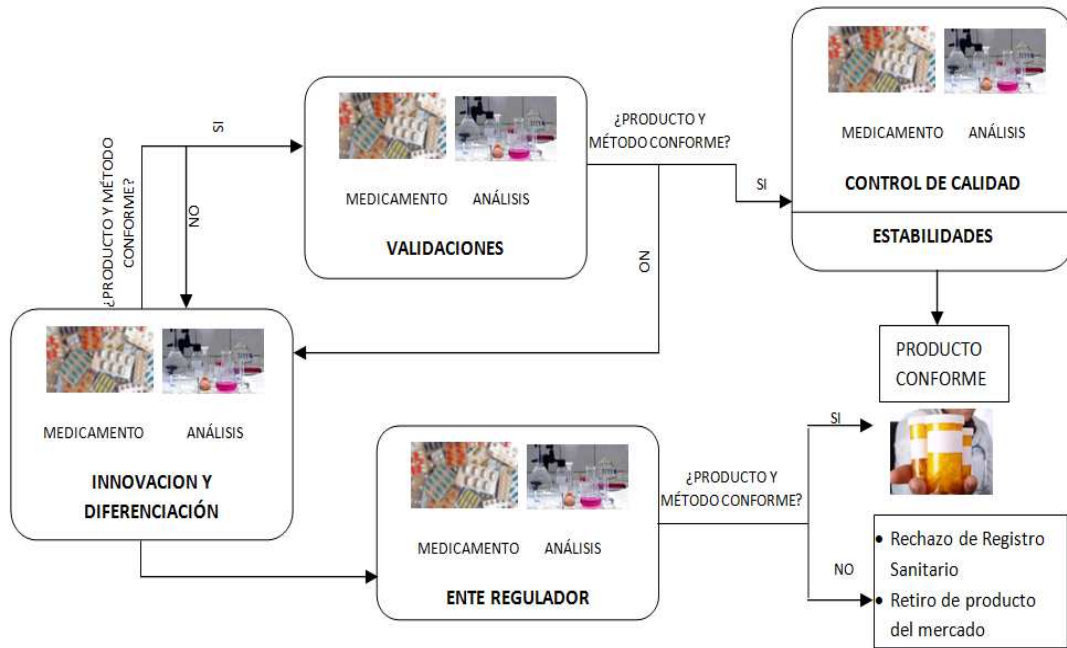 ¿PRODUCTO Y MÉTODO
CONFORME?
SI
NO
MEDICAMENTO
ANÁLISIS
VALIDACIONES
¿PRODUCTO Y
MÉTODO CONFORME?
SI
NO
MEDICAMENTO
ANÁLISIS
CONTROL DE CALIDAD
ESTABILIDADES
PRODUCTO
CONFORME
MEDICAMENTO
ANÁLISIS
INNOVACION Y
DIFERENCIACIÓN
MEDICAMENTO
ANÁLISIS
ENTE REGULADOR
¿PRODUCTO Y
MÉTODO CONFORME?
SI
NO
• Rechazo de Registro
Sanitario
• Retiro de producto
del mercado